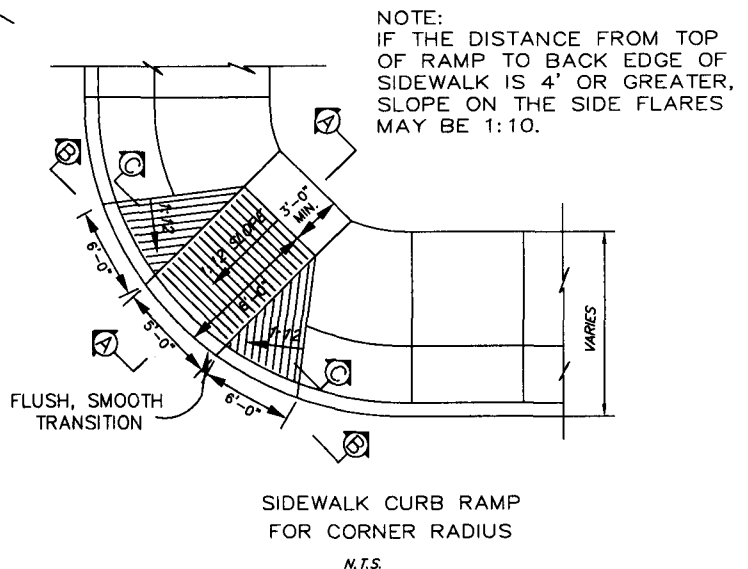 NOTE:
IF THE DISTANCE FROM TOP
OF RAMP TO BACK EDGE OF
SIDEWALK IS 4' OR GREATER,
SLOPE ON THE SIDE FLARES
MAY BE 1:10.
A
B
C
3'-0"
MIN.
1:12
1:12 SLOPE
6'-0"
6'-0"
5'-0"
A
1:12
VARIES
C
FLUSH, SMOOTH
TRANSITION
6'-0"
B
SIDEWALK CURB RAMP
FOR CORNER RADIUS
N.T.S.